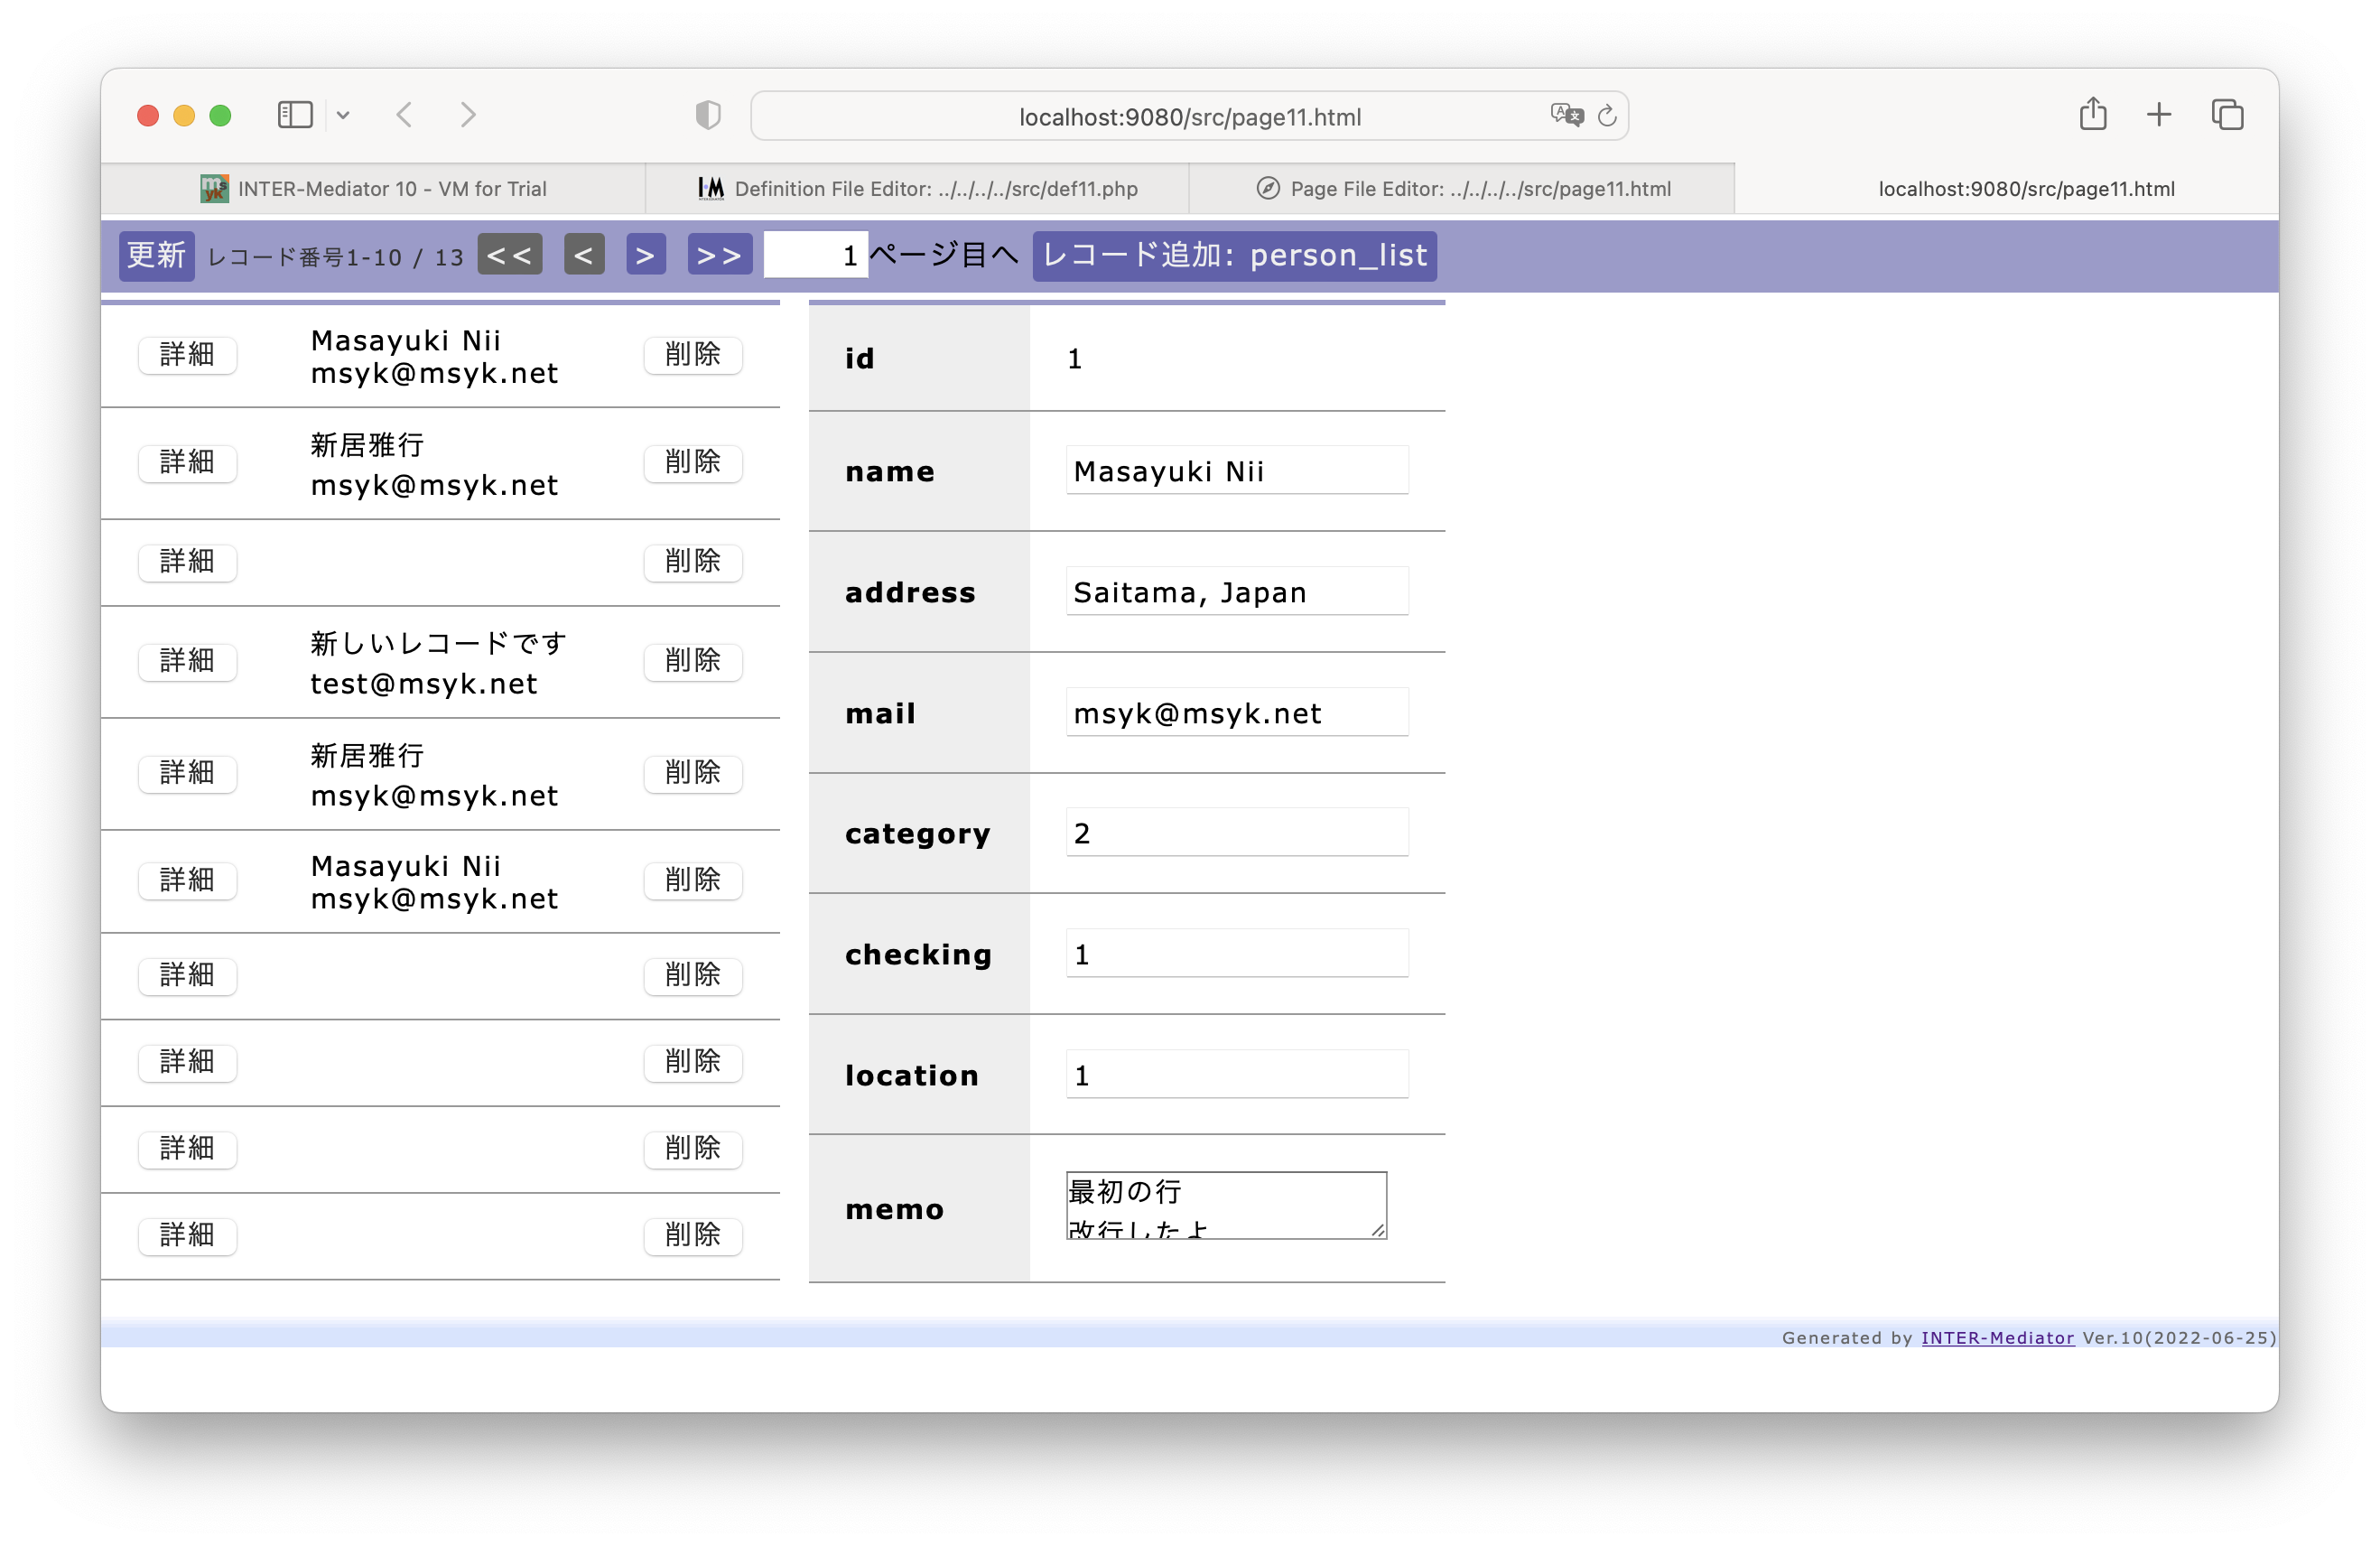 localhost:9080/src/page11.html
INTER-Mediator 10 - VM for Trial
Definition File Editor: ../../../../src/def11.php
Page File Editor: ../../../../src/page11.html
localhost:9080/src/page11.html
更新 レコード番号1-10 / 13 << < > >> 1 ページ目へ レコード追加: person_list
詳細
Masayuki Nii
msyk@msyk.net
削除
詳細
新居雅行
msyk@msyk.net
削除
詳細
削除
詳細
新しいレコードです
test@msyk.net
削除
詳細
新居雅行
msyk@msyk.net
削除
詳細
Masayuki Nii
msyk@msyk.net
削除
詳細
削除
詳細
削除
詳細
削除
詳細
削除
id 1
name Masayuki Nii
address Saitama, Japan
mail msyk@msyk.net
category 2
checking 1
location 1
memo
最初の行
改行したよ
Generated by INTER-Mediator Ver.10(2022-06-25)